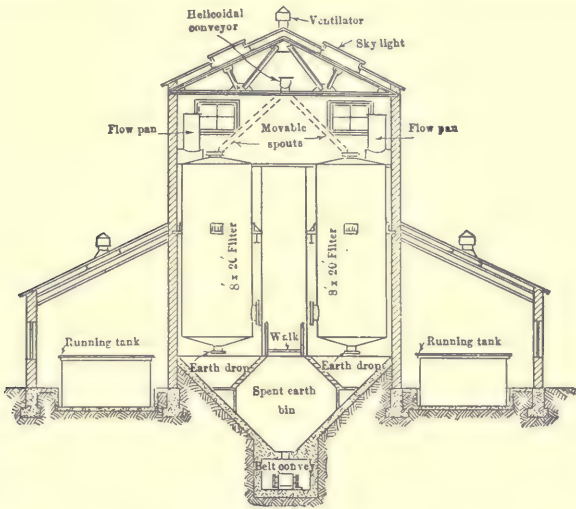 Helicoidal
conveyor
Ventilator
Sky light
Flow pan
Movable
spouts
Flow pan
8' x 20' Filter
8' x 20' Filter
Running tank
Walk
Running tank
Earth drop
Earth drop
Spent earth
bin
Belt convey